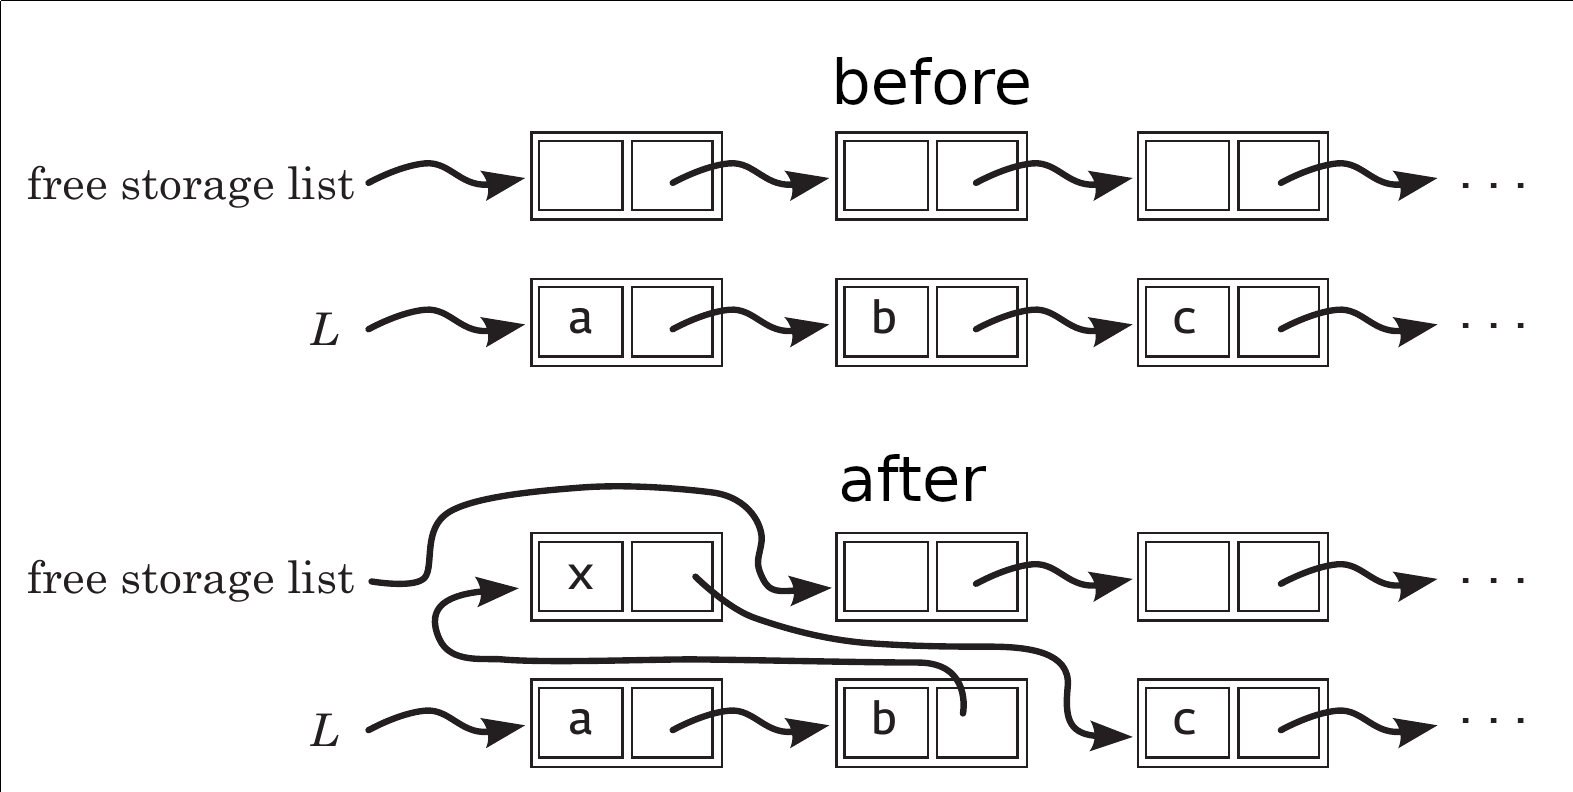 before
free storage list . . .
L a b c . . .
after
free storage list x . . .
L a b c . . .